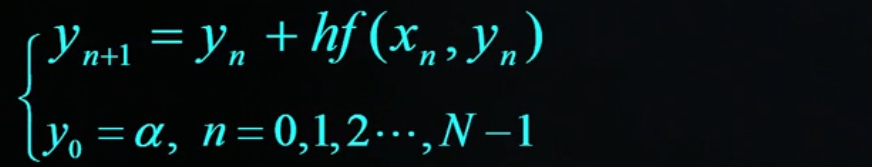 y_{n+1} = y_n + hf(x_n, y_n)
y_0 = α, n = 0,1,2⋯,N−1